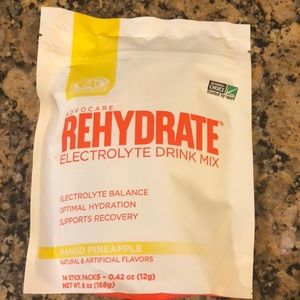 ADVOCARE
REHYDRATE®
ELECTROLYTE DRINK MIX
ELECTROLYTE BALANCE
OPTIMAL HYDRATION
SUPPORTS RECOVERY
MANGO PINEAPPLE
NATURAL & ARTIFICIAL FLAVORS
14 STICK PACKS – 0.42 oz (12g)
NET WT. 6 oz (168g)